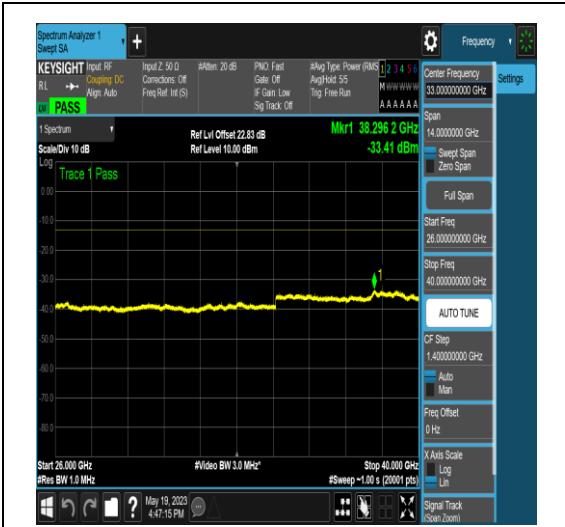 Spectrum Analyzer 1
Swept SA
+
Frequency
KEYSIGHT
Input: RF
Coupling: DC
Align: Auto
RL
PASS
Input Z: 50 Ω
Corrections: Off
Freq Ref: Int (S)
#Atten: 20 dB
PNO: Fast
Gate: Off
IF Gain: Low
Sig Track: Off
#Avg Type: Power (RMS
Avg|Hold: 5/5
Trig: Free Run
1 2 3 4 5 6
M w w w w w
A A A A A A
1 Spectrum
Scale/Div 10 dB
Ref Lvl Offset 22.83 dB
Ref Level 10.00 dBm
Mkr1 38.296 2 GHz
-33.41 dBm
Log
Trace 1 Pass
0.00
-10.0
-20.0
-30.0
-40.0
-50.0
-60.0
-70.0
-80.0
1
Start 26.000 GHz
#Res BW 1.0 MHz
#Video BW 3.0 MHz*
Stop 40.000 GHz
#Sweep ~1.00 s (20001 pts)
May 19, 2023
4:47:15 PM
?
Center Frequency
33.000000000 GHz
Settings
Span
14.0000000 GHz
Swept Span
Zero Span
Full Span
Start Freq
26.000000000 GHz
Stop Freq
40.000000000 GHz
AUTO TUNE
CF Step
1.400000000 GHz
Auto
Man
Freq Offset
0 Hz
X Axis Scale
Log
Lin
Signal Track
(Span Zoom)